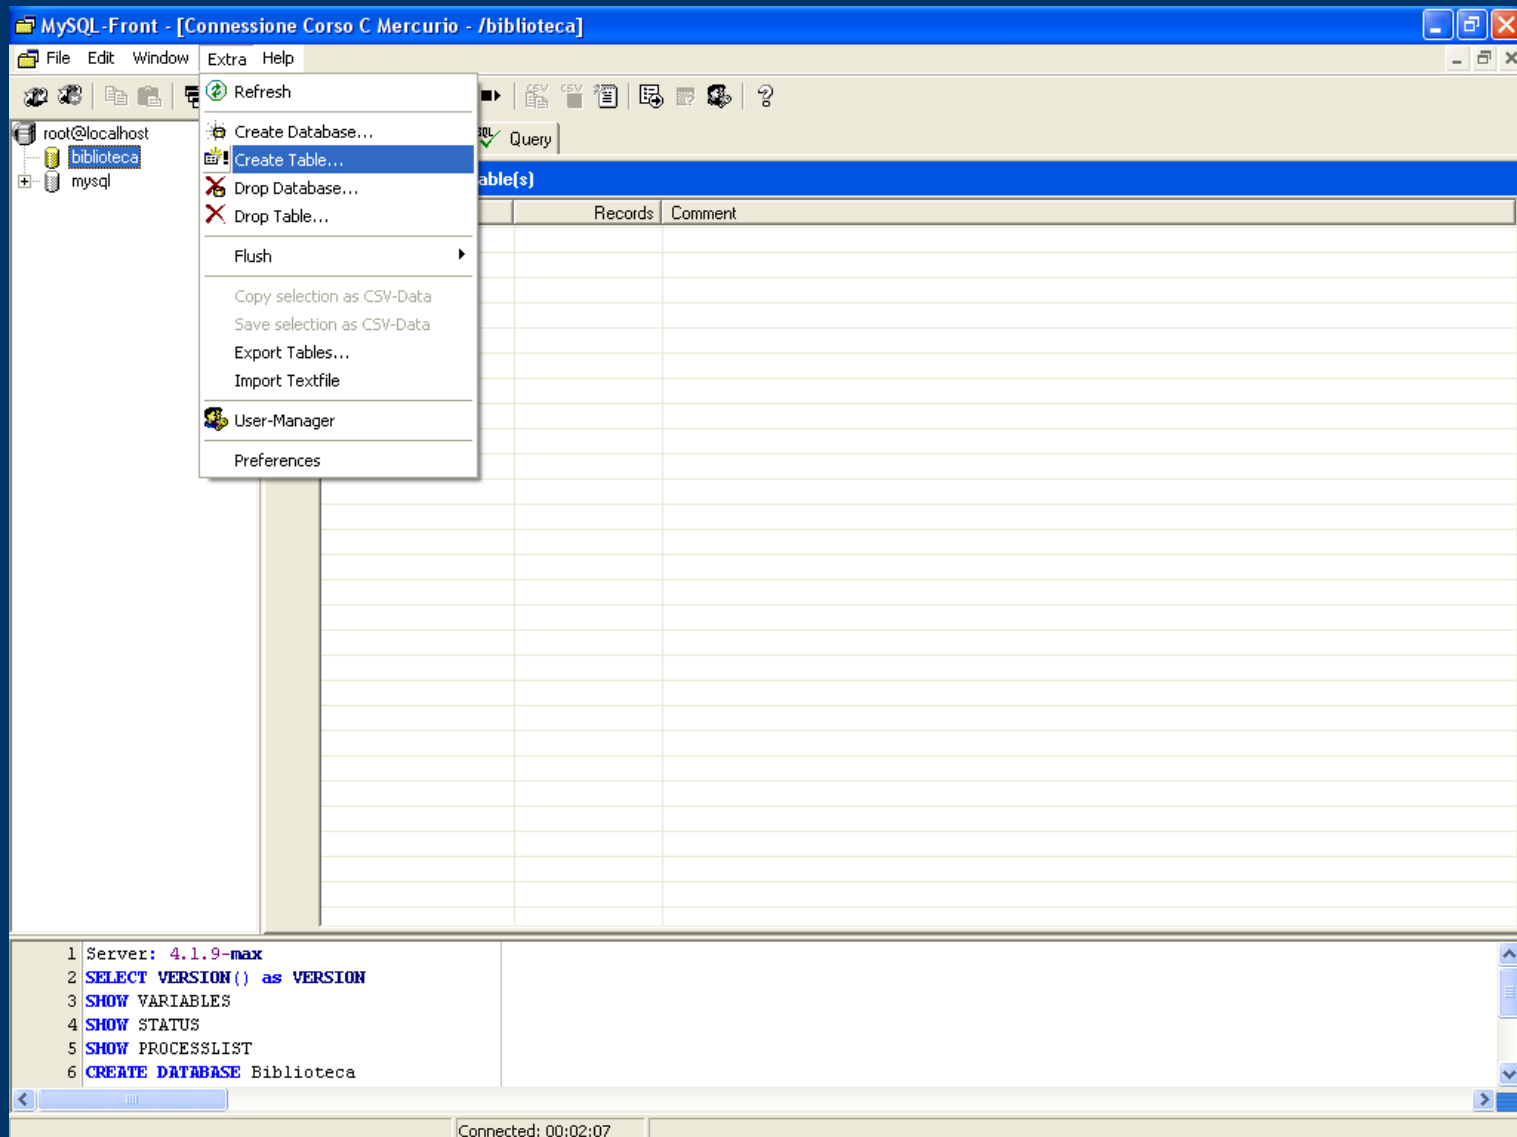 MySQL-Front - [Connessione Corso C Mercurio - /biblioteca]
File Edit Window Extra Help
Refresh
Create Database...
Create Table...
Drop Database...
Drop Table...
Flush
Copy selection as CSV-Data
Save selection as CSV-Data
Export Tables...
Import Textfile
User-Manager
Preferences
root@localhost
biblioteca
mysql
CSV CSV
SQL Query
able(s)
Records Comment
1 Server: 4.1.9-max
2 SELECT VERSION() as VERSION
3 SHOW VARIABLES
4 SHOW STATUS
5 SHOW PROCESSLIST
6 CREATE DATABASE Biblioteca
Connected: 00:02:07